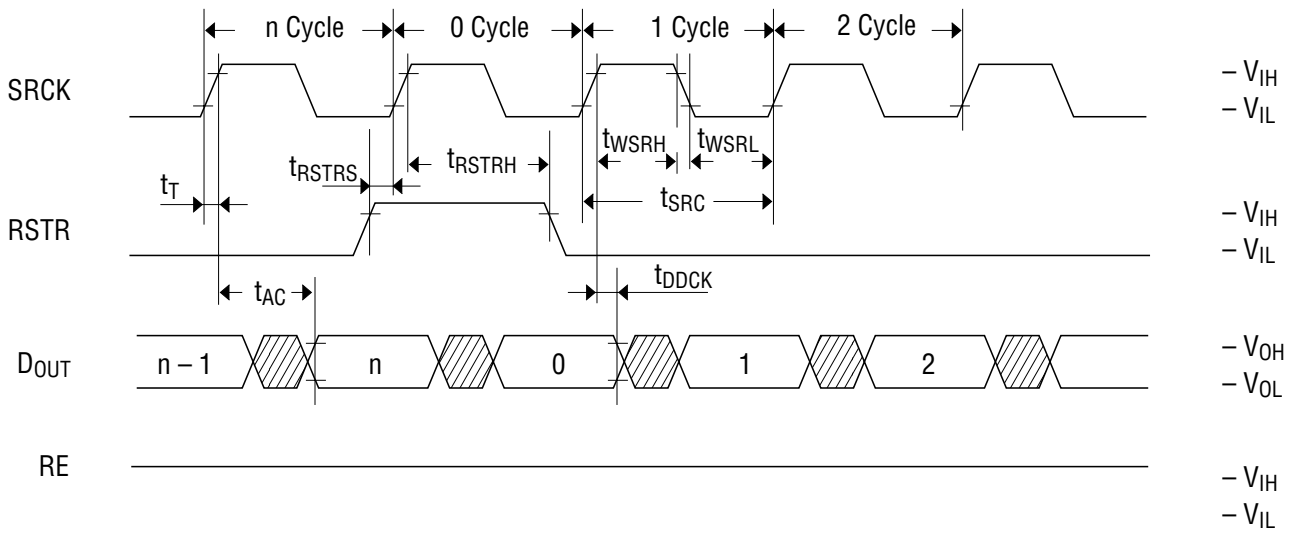 n Cycle 0 Cycle 1 Cycle 2 Cycle
SRCK
– VIH
– VIL
tWSRH tWSRL
tRSTRS tRSTRH
tT
tSRC
RSTR
– VIH
– VIL
tAC
tDDCK
DOUT
n – 1 n 0 1 2
– VOH
– VOL
RE
– VIH
– VIL